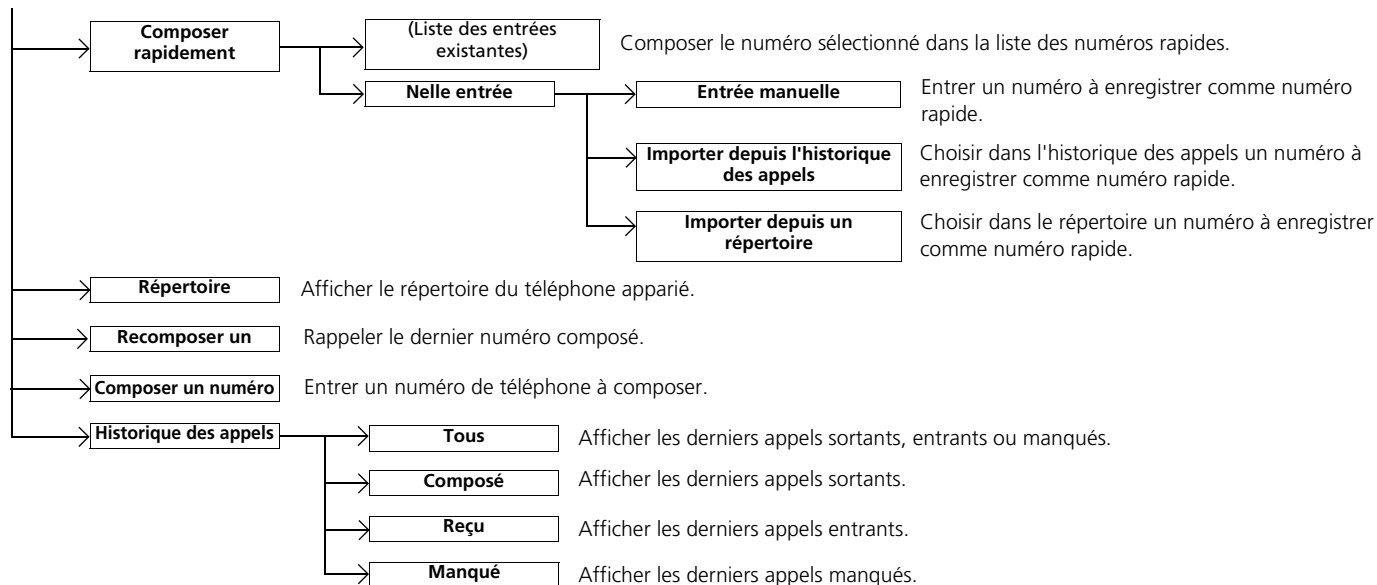 Composer
rapidement
(Liste des entrées
existantes)
Composer le numéro sélectionné dans la liste des numéros rapides.
Nelle entrée
Entrée manuelle
Entrer un numéro à enregistrer comme numéro
rapide.
Importer depuis l'historique
des appels
Choisir dans l'historique des appels un numéro à
enregistrer comme numéro rapide.
Importer depuis un
répertoire
Choisir dans le répertoire un numéro à enregistrer
comme numéro rapide.
Répertoire
Afficher le répertoire du téléphone apparié.
Recomposer un
Rappeler le dernier numéro composé.
Composer un numéro
Entrer un numéro de téléphone à composer.
Historique des appels
Tous
Afficher les derniers appels sortants, entrants ou manqués.
Composé
Afficher les derniers appels sortants.
Reçu
Afficher les derniers appels entrants.
Manqué
Afficher les derniers appels manqués.